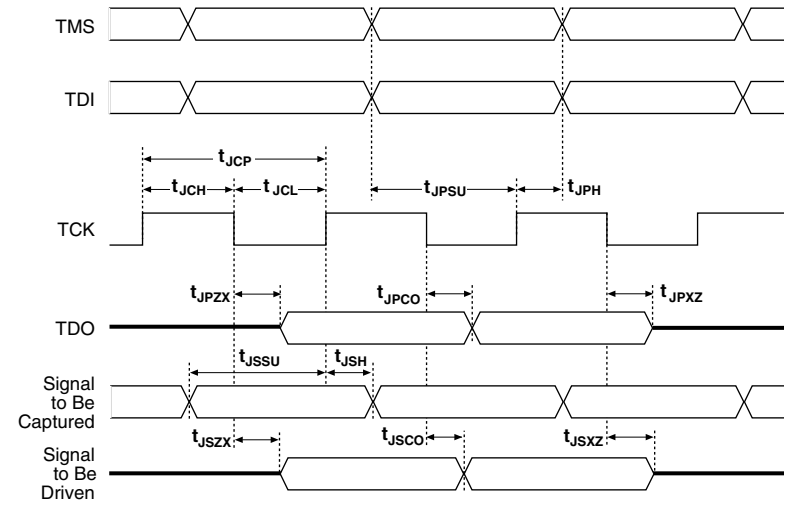 TMS
TDI
tJCP
tJCH
tJCL
tJPSU
tJPH
TCK
tJPZX
tJPCO
tJPXZ
TDO
tJSSU
tJSH
Signal
to Be
Captured
tJSZX
tJSCO
tJSXZ
Signal
to Be
Driven